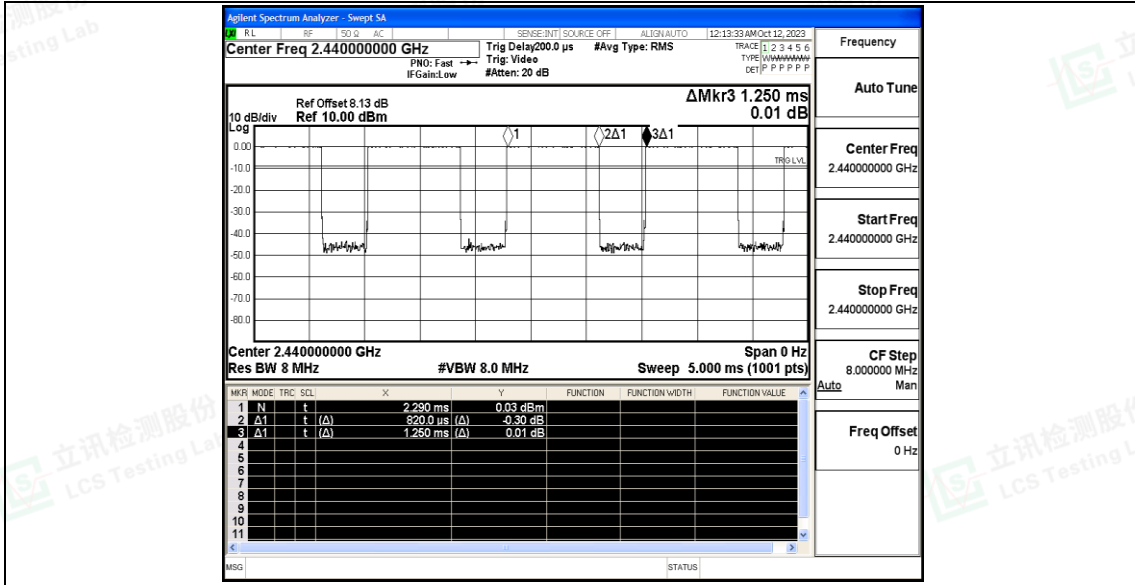 Agilent Spectrum Analyzer - Swept SA
RL RF 50 Ω AC SENSE:INT SOURCE OFF ALIGN AUTO 12:13:33 AM Oct 12, 2023
Center Freq 2.440000000 GHz
PNO: Fast
IFGain:Low
Trig Delay200.0 µs
Trig: Video
#Atten: 20 dB
#Avg Type: RMS
TRACE 1 2 3 4 5 6
TYPE WWWWWW
DET P P P P P P
Frequency
Auto Tune
Center Freq
2.440000000 GHz
Start Freq
2.440000000 GHz
Stop Freq
2.440000000 GHz
CF Step
8.000000 MHz
Auto Man
Freq Offset
0 Hz
ΔMkr3 1.250 ms
0.01 dB
Ref Offset 8.13 dB
10 dB/div Ref 10.00 dBm
Log
1 2Δ1 3Δ1
TRIG LVL
0.00
-10.0
-20.0
-30.0
-40.0
-50.0
-60.0
-70.0
-80.0
Center 2.440000000 GHz Span 0 Hz
Res BW 8 MHz #VBW 8.0 MHz Sweep 5.000 ms (1001 pts)
MKR MODE TRC SCL X Y FUNCTION FUNCTION WIDTH FUNCTION VALUE
1 N t 2.290 ms 0.03 dBm
2 Δ1 t (Δ) 820.0 µs (Δ) -0.30 dB
3 Δ1 t (Δ) 1.250 ms (Δ) 0.01 dB
4
5
6
7
8
9
10
11
MSG STATUS
立讯检测股份
LCS Testing Lab
立讯检测股份
LCS Testing L